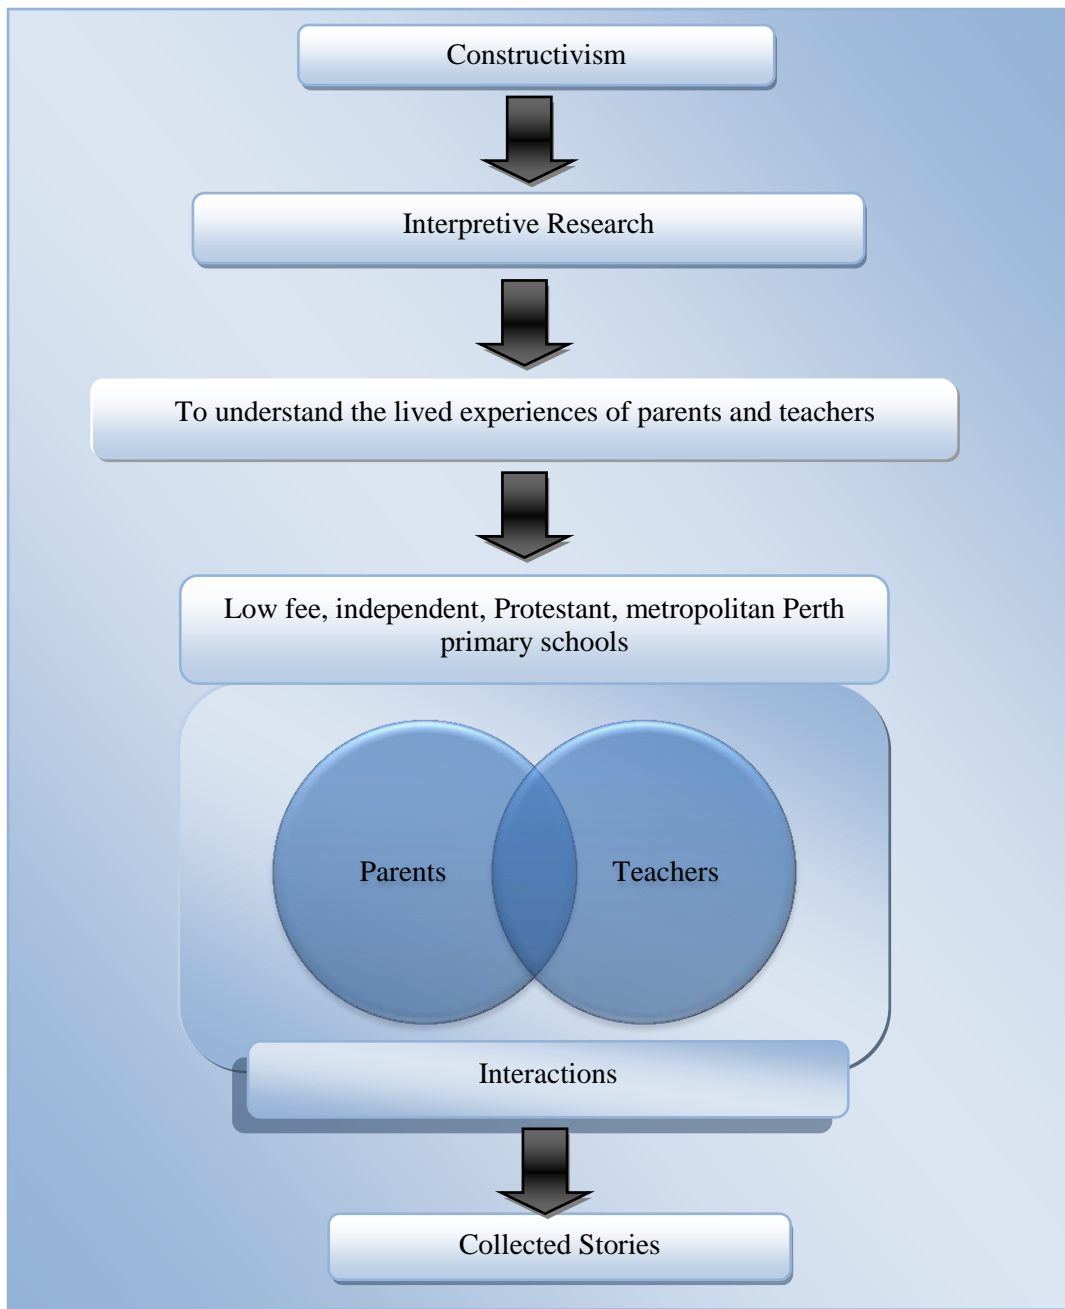 Constructivism
Interpretive Research
To understand the lived experiences of parents and teachers
Low fee, independent, Protestant, metropolitan Perth
primary schools
Parents
Teachers
Interactions
Collected Stories